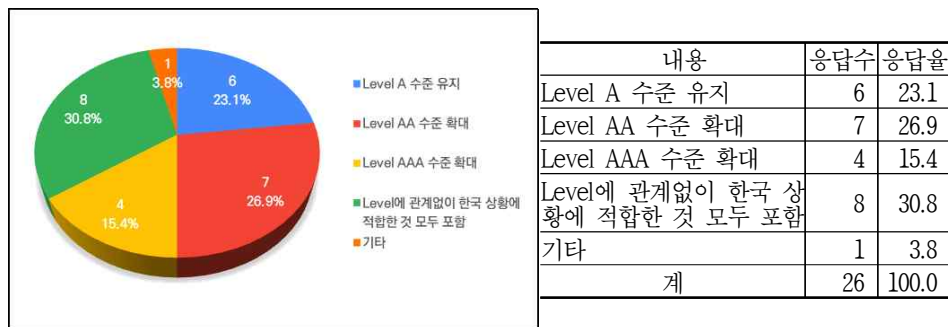 1
3.8%
6
23.1%
8
30.8%
7
26.9%
4
15.4%
Level A 수준 유지
Level AA 수준 확대
Level AAA 수준 확대
Level에 관계없이 한국 상황에
적합한 것 모두 포함
기타
내용 응답수 응답율
Level A 수준 유지 6 23.1
Level AA 수준 확대 7 26.9
Level AAA 수준 확대 4 15.4
Level에 관계없이 한국 상
황에 적합한 것 모두 포함 8 30.8
기타 1 3.8
계 26 100.0